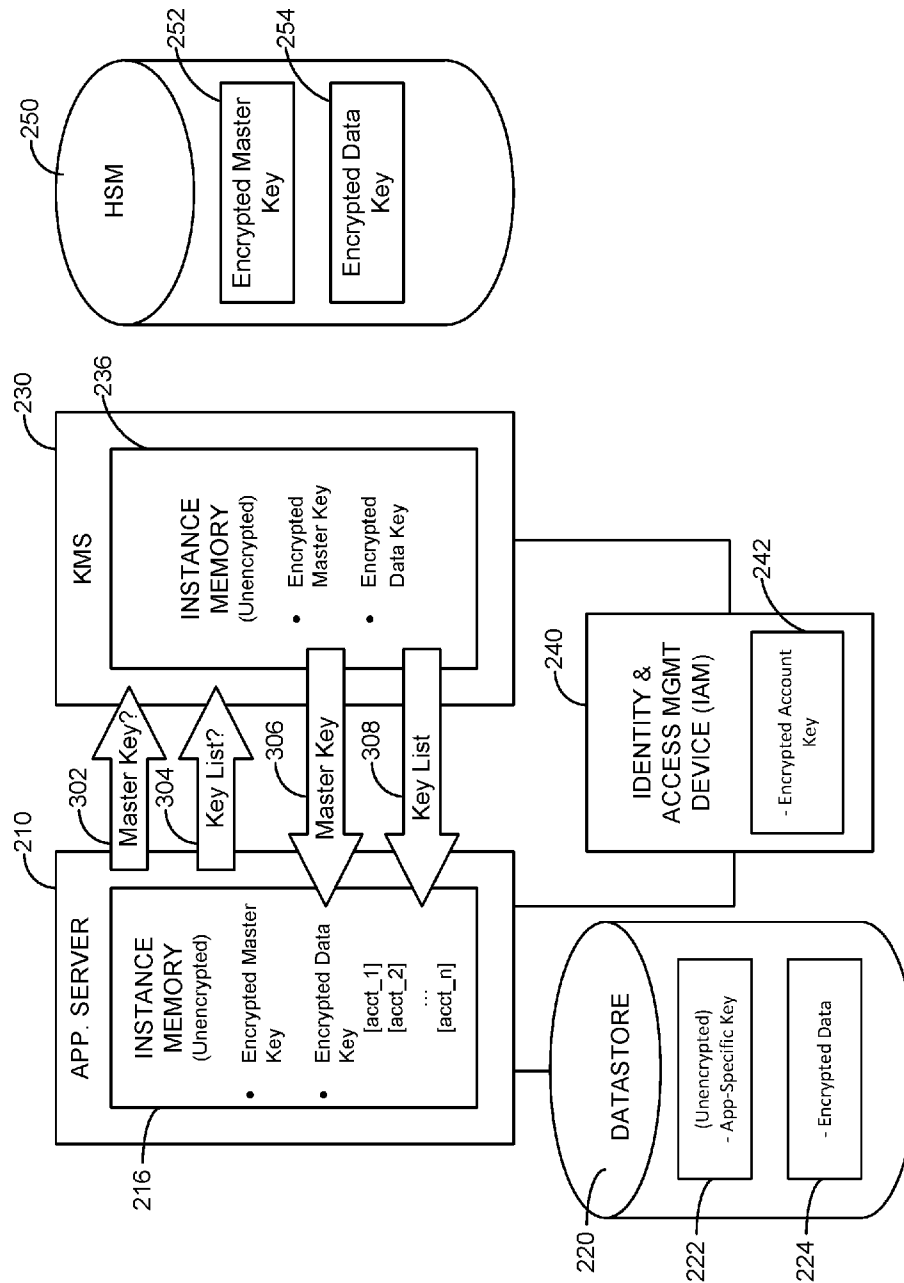 210
APP. SERVER
INSTANCE
MEMORY
(Unencrypted)
• Encrypted Master
Key
• Encrypted Data
Key
[acct_1]
[acct_2]
...
[acct_n]
216
302
Master Key?
304
Key List?
306
Master Key
308
Key List
230
KMS
236
INSTANCE
MEMORY
(Unencrypted)
• Encrypted
Master Key
• Encrypted
Data Key
250
HSM
252
Encrypted Master
Key
254
Encrypted Data
Key
220
DATASTORE
222
(Unencrypted)
- App-Specific Key
224
- Encrypted Data
240
IDENTITY &
ACCESS MGMT
DEVICE (IAM)
242
- Encrypted Account
Key